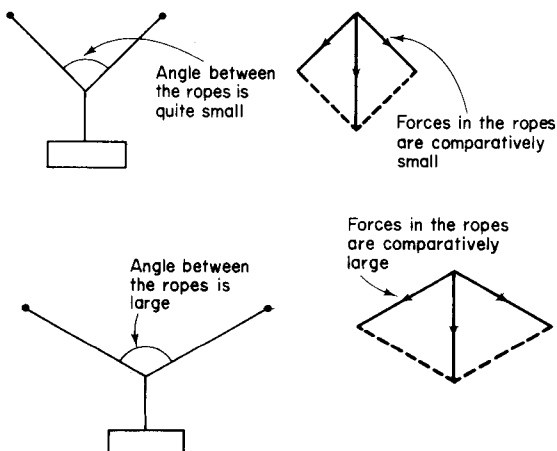 Angle between
the ropes is
quite small
Forces in the ropes
are comparatively
small
Forces in the ropes
are comparatively
large
Angle between
the ropes is
large